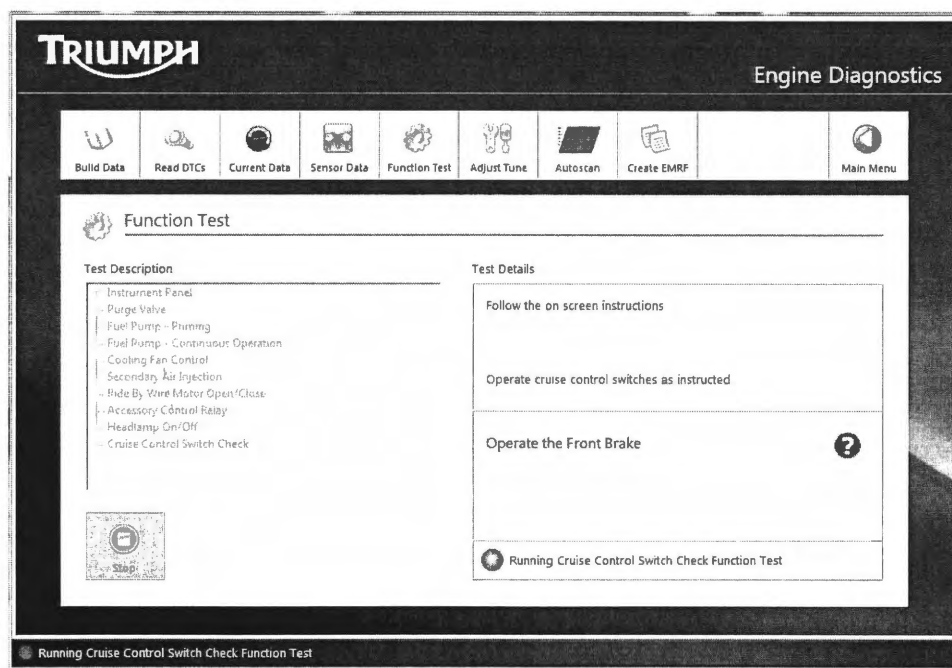 TRIUMPH
Engine Diagnostics
Build Data
Read DTCs
Current Data
Sensor Data
Function Test
Adjust Tune
Autoscan
Create EMRF
Main Menu
Function Test
Test Description
Instrument Panel
Purge Valve
Fuel Pump - Priming
Fuel Pump - Continuous Operation
Cooling Fan Control
Secondary Air Injection
Ride By Wire Motor Open/Close
Accessory Control Relay
Headlamp On/Off
Cruise Control Switch Check
Stop
Test Details
Follow the on screen instructions
Operate cruise control switches as instructed
Operate the Front Brake
?
Running Cruise Control Switch Check Function Test
Running Cruise Control Switch Check Function Test